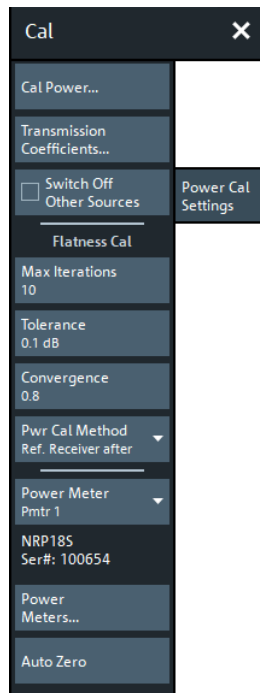 Cal
Cal Power...
Transmission
Coefficients...
Switch Off
Other Sources
Power Cal
Settings
Flatness Cal
Max Iterations
10
Tolerance
0.1 dB
Convergence
0.8
Pwr Cal Method
Ref. Receiver after
Power Meter
Pmtr 1
NRP18S
Ser#: 100654
Power
Meters...
Auto Zero